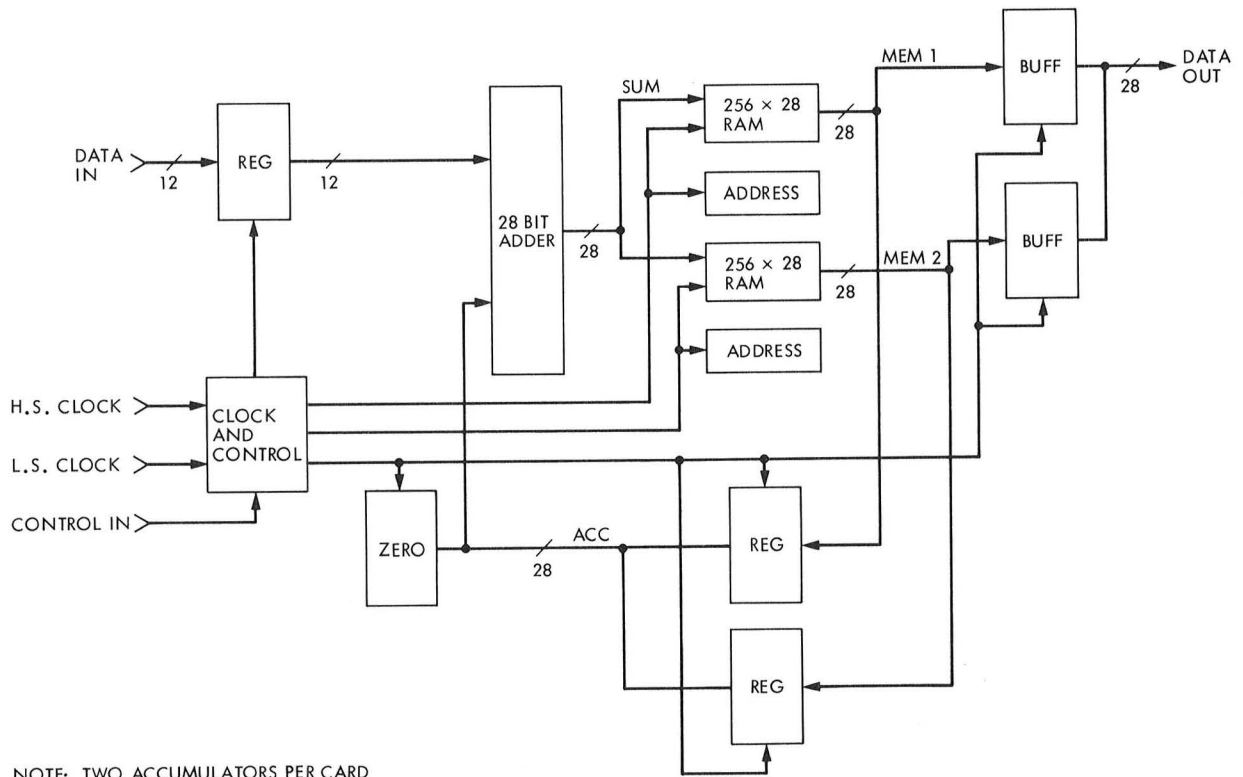 DATA
IN
12
REG
12
28 BIT
ADDER
28
SUM
256 × 28
RAM
28
ADDRESS
256 × 28
RAM
28
ADDRESS
MEM 1
MEM 2
BUFF
BUFF
28
DATA
OUT
H.S. CLOCK
L.S. CLOCK
CONTROL IN
CLOCK
AND
CONTROL
ZERO
28
ACC
REG
REG
NOTE: TWO ACCUMULATORS PER CARD